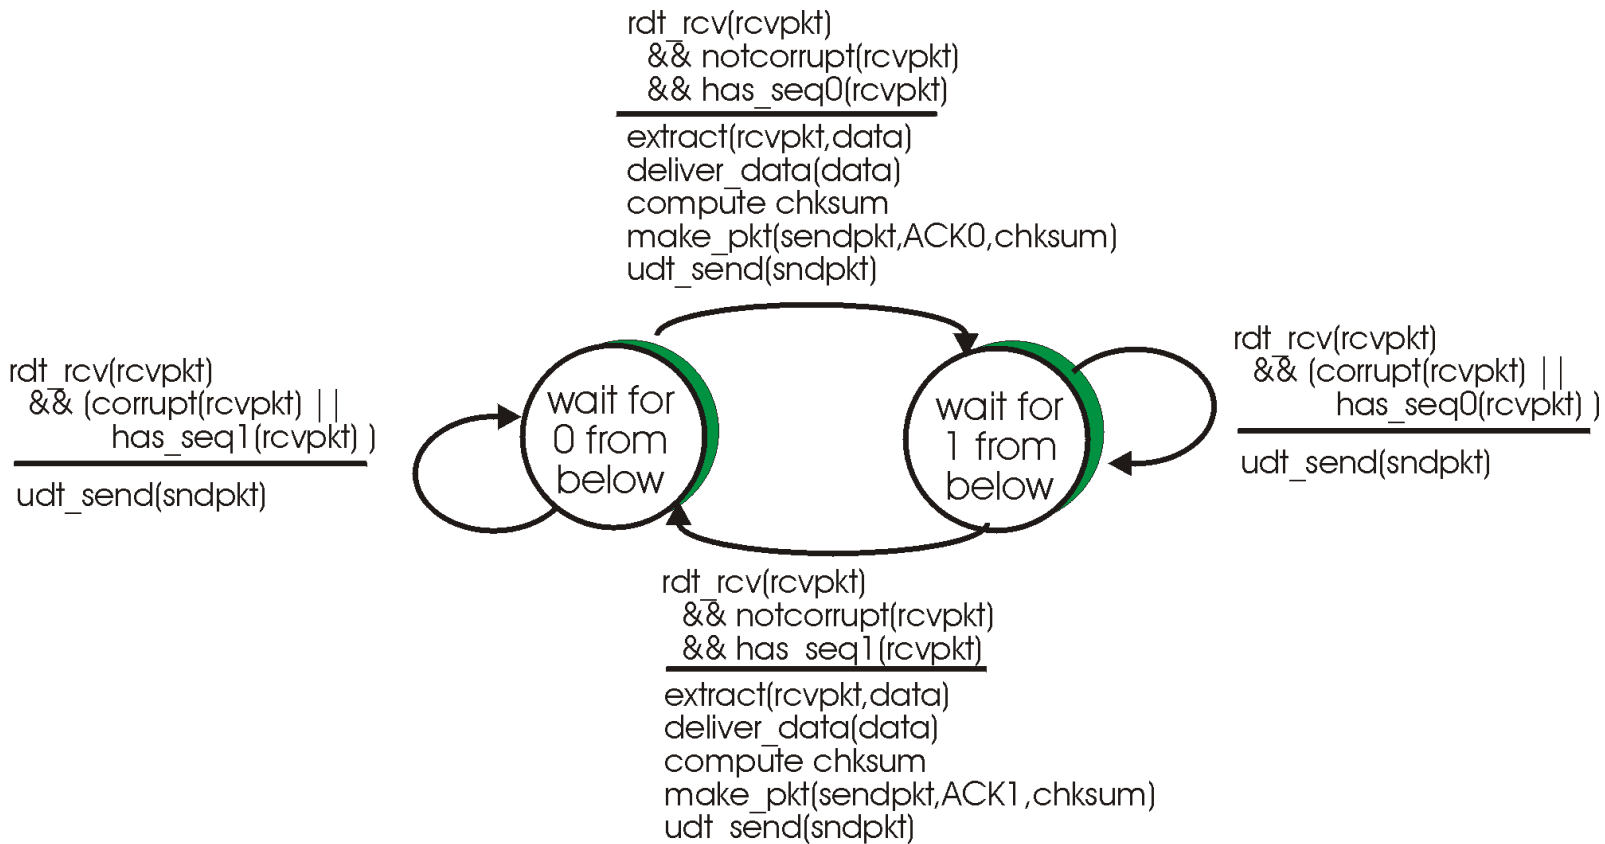 rdt_rcv(rcvpkt)
&& notcorrupt(rcvpkt)
&& has_seq0(rcvpkt)
extract(rcvpkt,data)
deliver_data(data)
compute chksum
make_pkt(sendpkt,ACK0,chksum)
udt_send(sndpkt)
rdt_rcv(rcvpkt)
&& (corrupt(rcvpkt) ||
has_seq1(rcvpkt) )
udt_send(sndpkt)
wait for
0 from
below
wait for
1 from
below
rdt_rcv(rcvpkt)
&& (corrupt(rcvpkt) ||
has_seq0(rcvpkt) )
udt_send(sndpkt)
rdt_rcv(rcvpkt)
&& notcorrupt(rcvpkt)
&& has_seq1(rcvpkt)
extract(rcvpkt,data)
deliver_data(data)
compute chksum
make_pkt(sendpkt,ACK1,chksum)
udt_send(sndpkt)